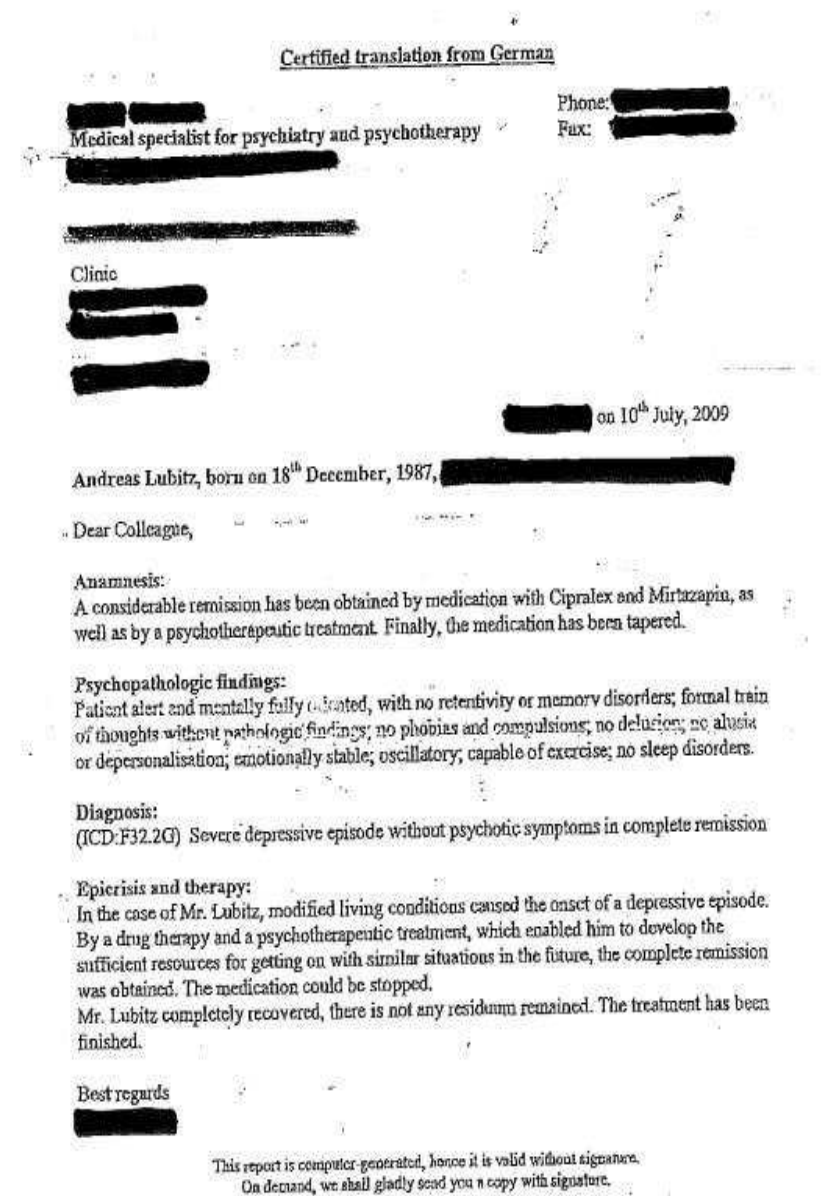 Certified translation from German
Phone:
Medical specialist for psychiatry and psychotherapy
Fax:
Clinic
on 10th July, 2009
Andreas Lubitz, born on 18th December, 1987,
Dear Colleague,
Anamnesis:
A considerable remission has been obtained by medication with Cipralex and Mirtazapin, as
well as by a psychotherapeutic treatment. Finally, the medication has been tapered.
Psychopathologic findings:
Patient alert and mentally fully oriented, with no retentivity or memory disorders; formal train
of thoughts without pathologic findings; no phobias and compulsions; no delusion; no alusia
or depersonalisation; emotionally stable; oscillatory; capable of exercise; no sleep disorders.
Diagnosis:
(ICD:F32.2G) Severe depressive episode without psychotic symptoms in complete remission
Epicrisis and therapy:
In the case of Mr. Lubitz, modified living conditions caused the onset of a depressive episode.
By a drug therapy and a psychotherapeutic treatment, which enabled him to develop the
sufficient resources for getting on with similar situations in the future, the complete remission
was obtained. The medication could be stopped.
Mr. Lubitz completely recovered, there is not any residuum remained. The treatment has been
finished.
Best regards
This report is computer-generated, hence it is valid without signature.
On demand, we shall gladly send you a copy with signature.